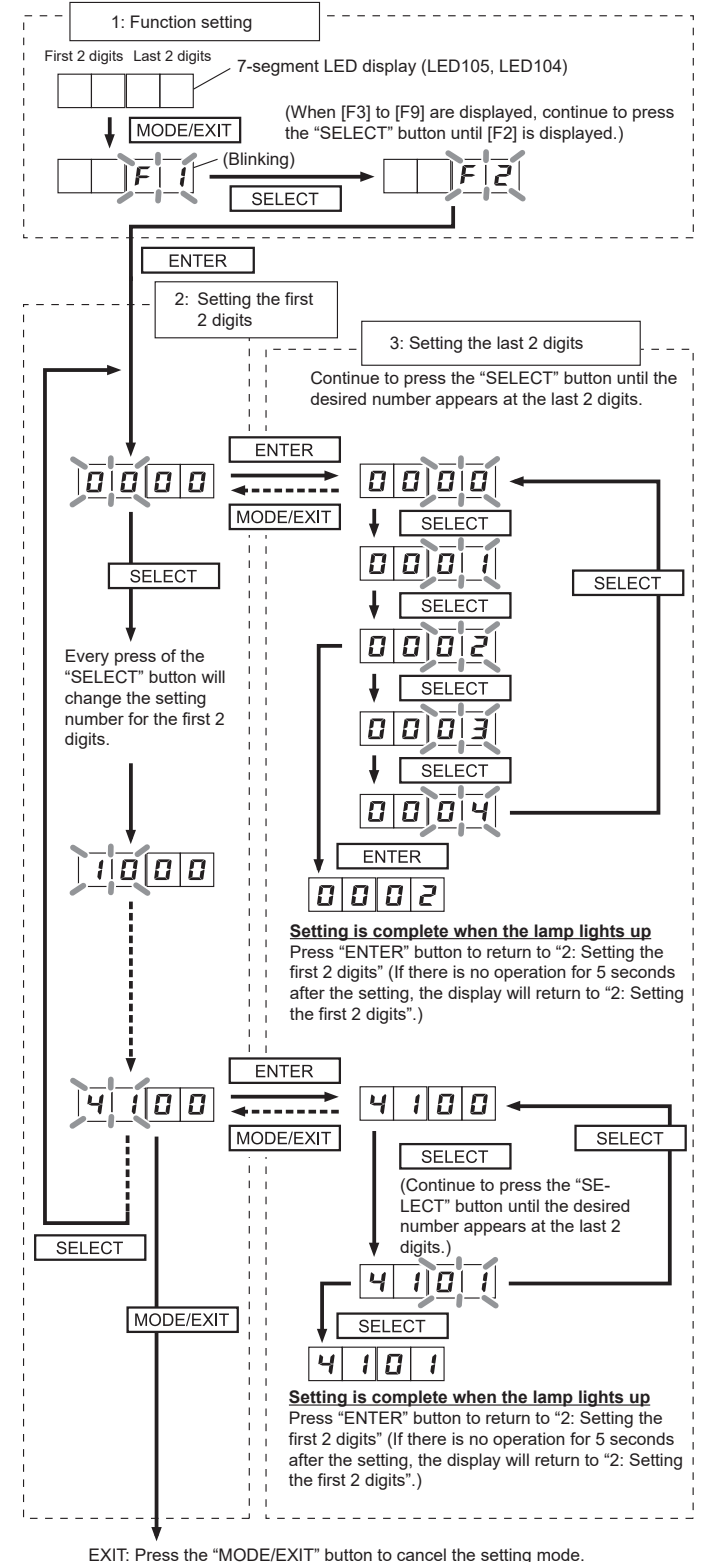 1: Function setting
First 2 digits Last 2 digits
7-segment LED display (LED105, LED104)
MODE/EXIT
(When [F3] to [F9] are displayed, continue to press
the “SELECT” button until [F2] is displayed.)
F 1
(Blinking)
SELECT
F 2
ENTER
2: Setting the first
2 digits
3: Setting the last 2 digits
Continue to press the “SELECT” button until the
desired number appears at the last 2 digits.
0 0 0 0
ENTER
MODE/EXIT
0 0 0 0
SELECT
0 0 0 1
SELECT
SELECT
SELECT
0 0 0 2
Every press of the
“SELECT” button will
change the setting
number for the first 2
digits.
SELECT
0 0 0 3
SELECT
0 0 0 4
1 0 0 0
ENTER
0 0 0 2
Setting is complete when the lamp lights up
Press “ENTER” button to return to “2: Setting the
first 2 digits” (If there is no operation for 5 seconds
after the setting, the display will return to “2: Setting
the first 2 digits”.)
4 1 0 0
ENTER
MODE/EXIT
4 1 0 0
SELECT
SELECT
(Continue to press the “SE-
LECT” button until the desired
number appears at the last 2
digits.)
SELECT
4 1 0 1
MODE/EXIT
SELECT
4 1 0 1
Setting is complete when the lamp lights up
Press “ENTER” button to return to “2: Setting the
first 2 digits” (If there is no operation for 5 seconds
after the setting, the display will return to “2: Setting
the first 2 digits”.)
EXIT: Press the “MODE/EXIT” button to cancel the setting mode.